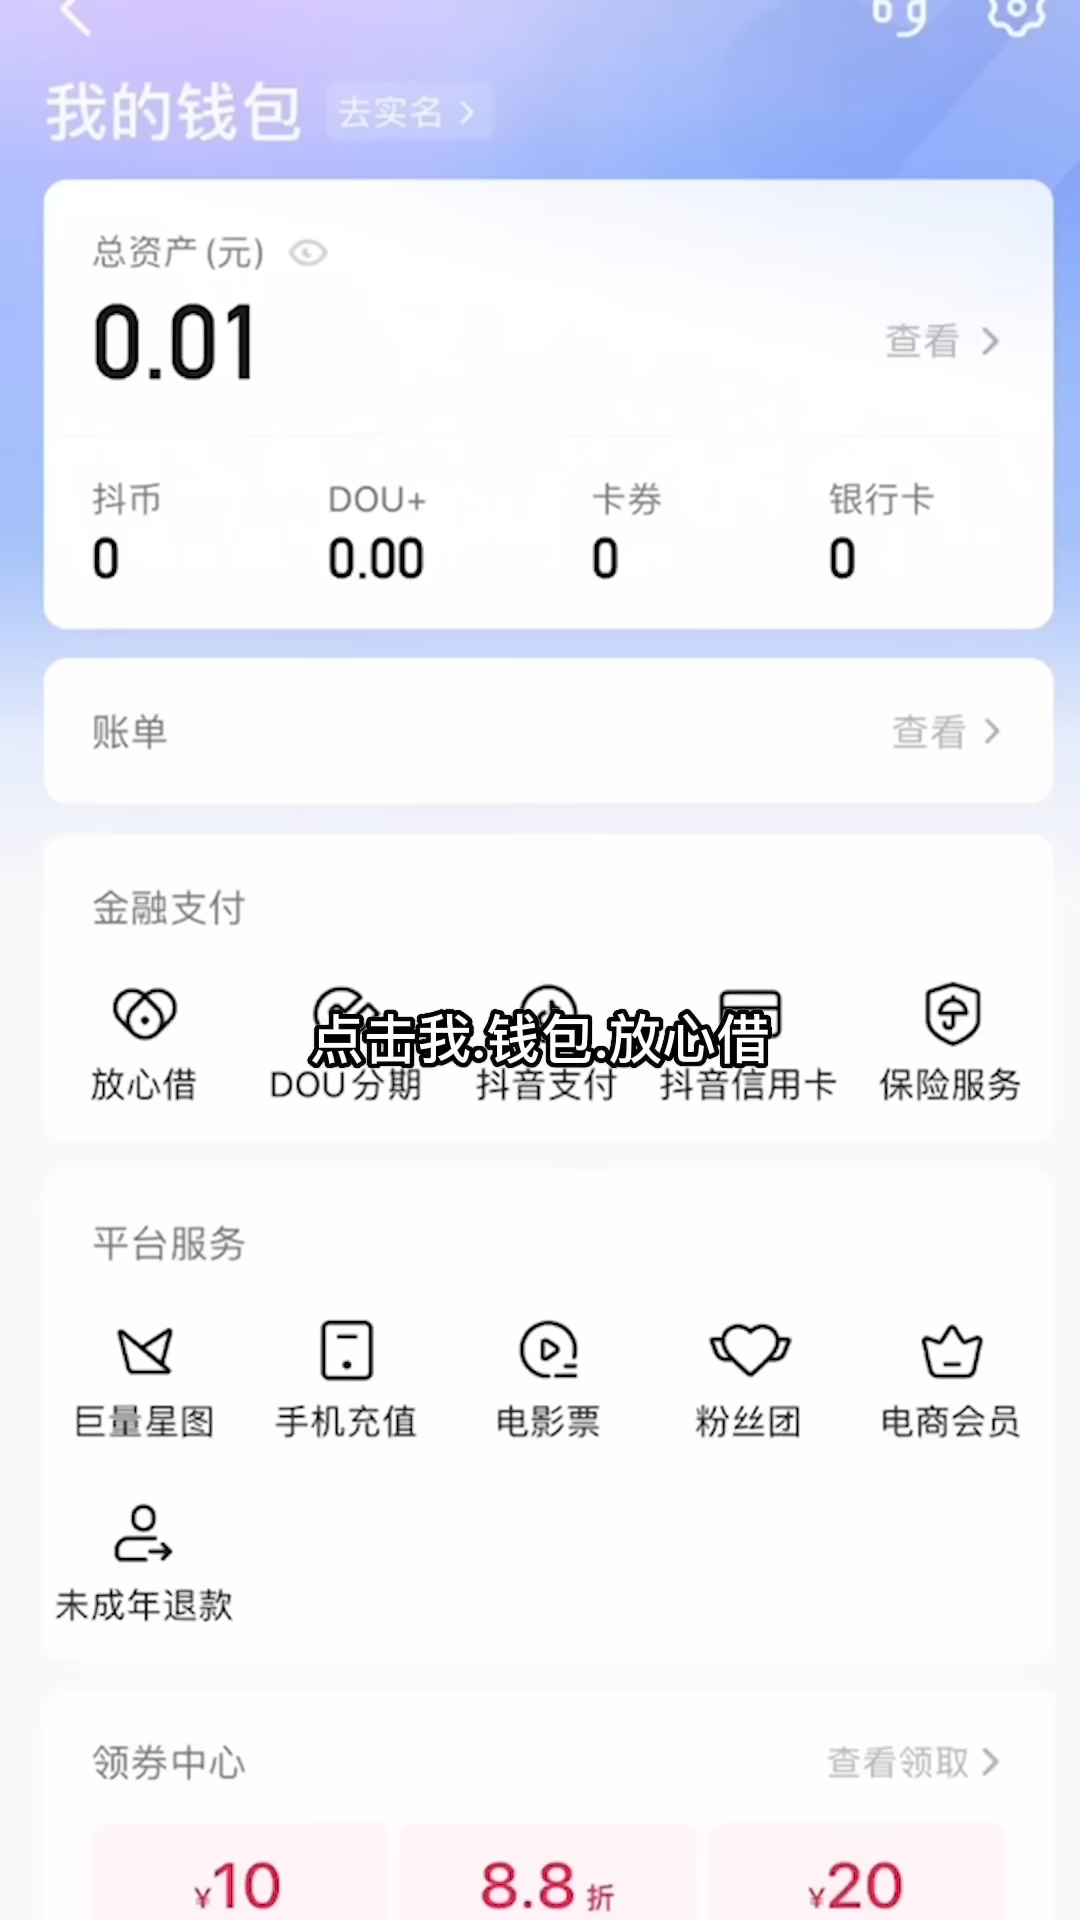 我的钱包 去实名
总资产(元)
0.01 查看
抖币 DOU+ 卡券 银行卡
0 0.00 0 0
账单 查看
金融支付
点击我.钱包.放心借
放心借 DOU分期 抖音支付 抖音信用卡 保险服务
平台服务
巨量星图 手机充值 电影票 粉丝团 电商会员
未成年退款
领券中心 查看领取
¥10 8.8折 ¥20